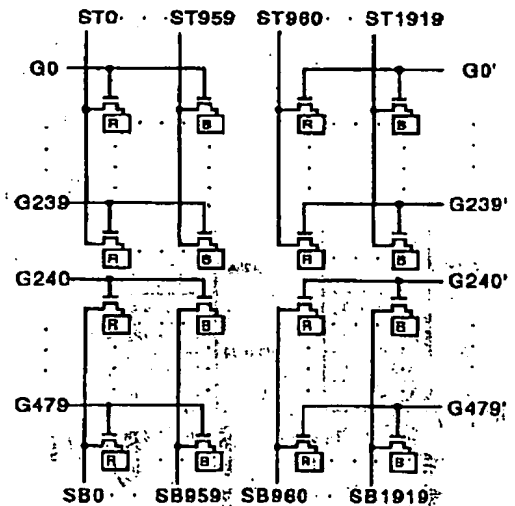 ST0 ST959 ST960 ST1919
G0 G0'
R B R B
G239 G239'
R B R B
G240 G240'
R B R B
G479 G479'
R B R B
SB0 SB959 SB960 SB1919